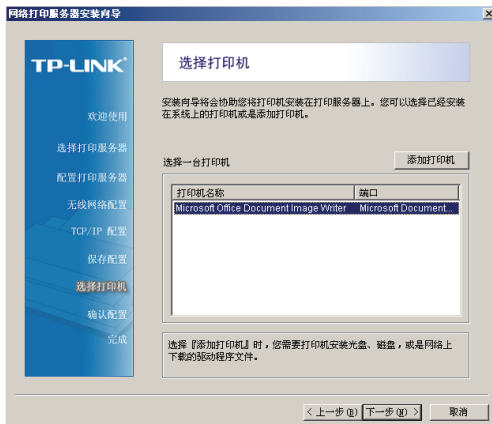 网络打印服务器安装向导
TP-LINK
欢迎使用
选择打印服务器
配置打印服务器
无线网络配置
TCP/IP 配置
保存配置
选择打印机
确认配置
完成
选择打印机
安装向导将会协助您将打印机安装在打印服务器上。您可以选择已经安装
在系统上的打印机或是添加打印机。
选择一台打印机
添加打印机
打印机名称 端口
Microsoft Office Document Image Writer Microsoft Document...
选择『添加打印机』时，您需要打印机安装光盘、磁盘，或是网络上
下载的驱动程序文件。
< 上一步(B) 下一步(N) > 取消